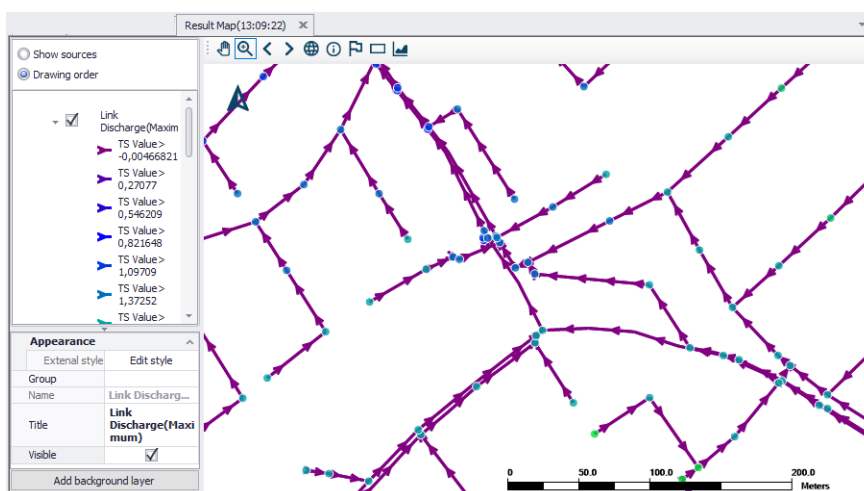 Result Map(13:09:22)
Show sources
Drawing order
Link
Discharge(Maxim
TS Value>
-0,00466821
TS Value>
0,27077
TS Value>
0,546209
TS Value>
0,821648
TS Value>
1,09709
TS Value>
1,37252
TS Value>
Appearance
Extenal style Edit style
Group
Name Link Discharg...
Title Link
Discharge(Maxi
mum)
Visible
Add background layer
0 50.0 100.0 200.0
Meters